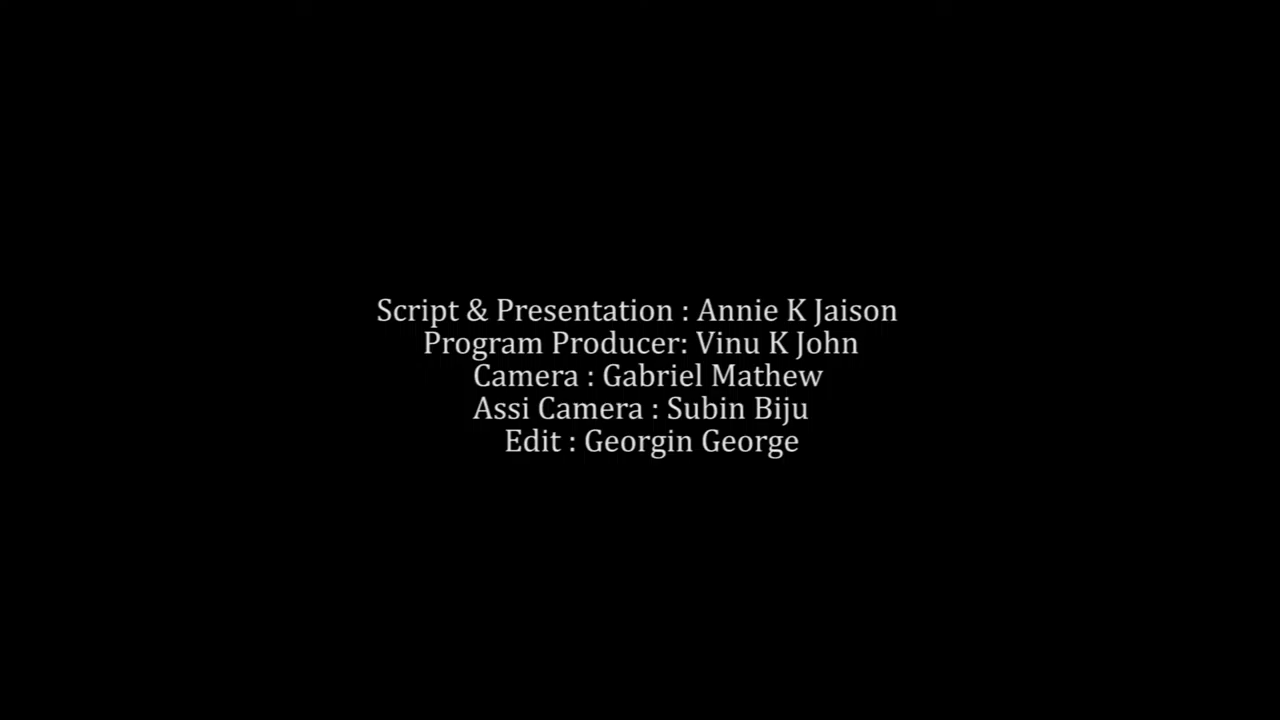 Script & Presentation : Annie K Jaison
Program Producer: Vinu K John
Camera : Gabriel Mathew
Assi Camera : Subin Biju
Edit : Georgin George